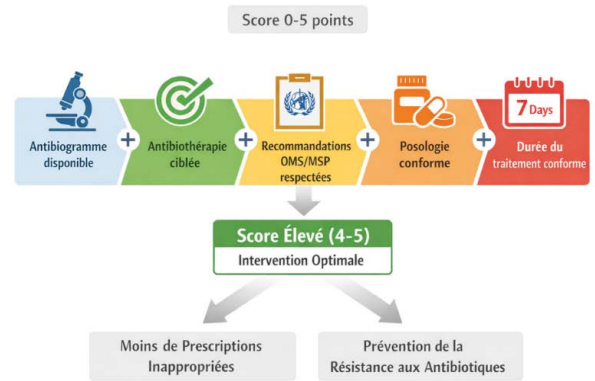 Score 0-5 points
Antibiogramme
disponible
+
Antibiothérapie
ciblée
+
Recommandations
OMS/MSP
respectées
+
Posologie
conforme
+
7 Days
Durée du
traitement conforme
Score Élevé (4-5)
Intervention Optimale
Moins de Prescriptions
Inappropriées
Prévention de la
Résistance aux Antibiotiques